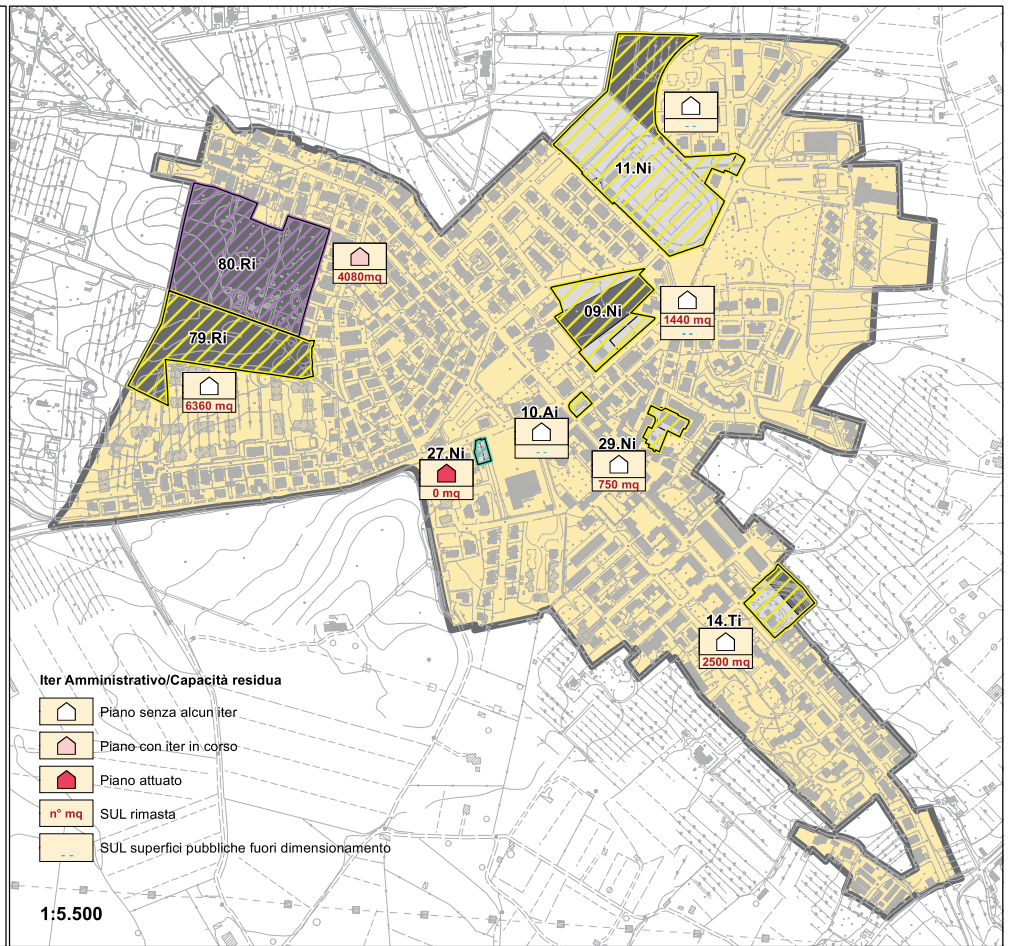 11.Ni
- -
80.Ri
4080mq
09.Ni
1440 mq
- -
79.Ri
6360 mq
10.Ai
- -
29.Ni
750 mq
27.Ni
0 mq
14.Ti
2500 mq
Iter Amministrativo/Capacità residua
Piano senza alcun iter
Piano con iter in corso
Piano attuato
n° mq SUL rimasta
- - SUL superfici pubbliche fuori dimensionamento
1:5.500